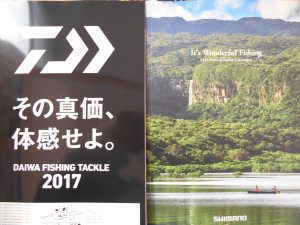 その真価、
体感せよ。
DAIWA FISHING TACKLE
2017
It's Wonderful Fishing
SHIMANO